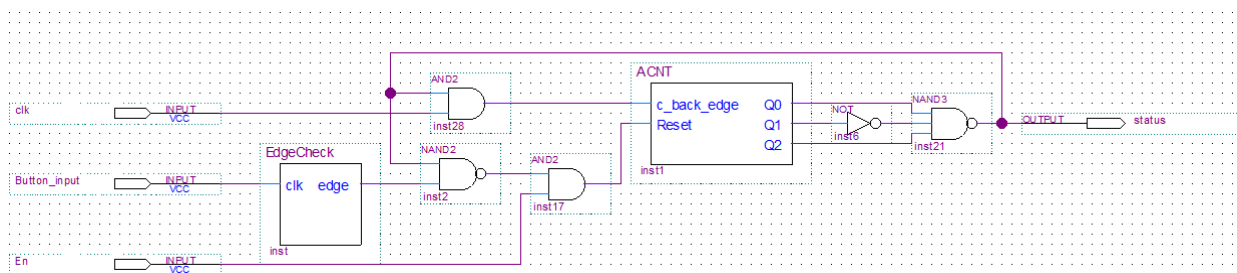 ACNT
AND2
c_back_edge Q0
Reset Q1
Q2
inst1
NOT
inst6
NAND3
inst21
clk INPUT
VCC
inst28
OUTPUT status
EdgeCheck
clk edge
inst
NAND2
inst2
AND2
inst17
Button_input INPUT
VCC
En INPUT
VCC